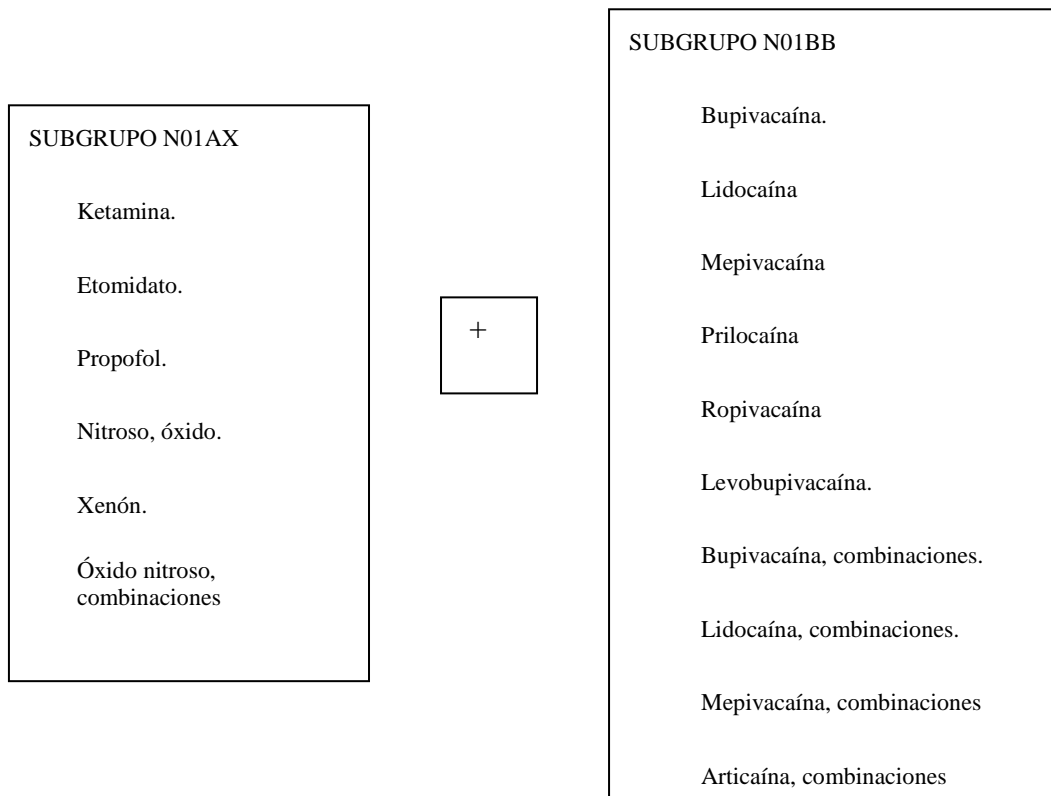 SUBGRUPO N01AX
Ketamina.
Etomidato.
Propofol.
Nitroso, óxido.
Xenón.
Óxido nitroso,
combinaciones
+
SUBGRUPO N01BB
Bupivacaína.
Lidocaína
Mepivacaína
Prilocaína
Ropivacaína
Levobupivacaína.
Bupivacaína, combinaciones.
Lidocaína, combinaciones.
Mepivacaína, combinaciones
Articaína, combinaciones